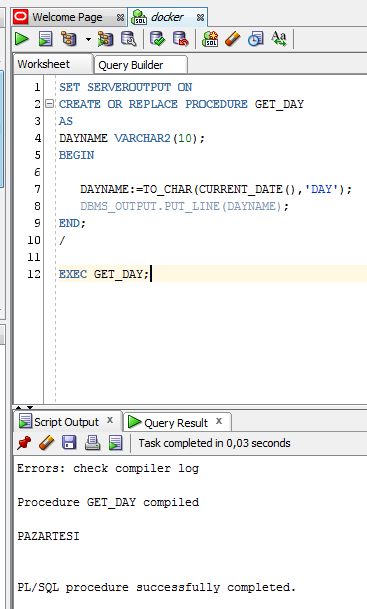 Welcome Page
docker
Worksheet
Query Builder
1 SET SERVEROUTPUT ON
2 CREATE OR REPLACE PROCEDURE GET_DAY
3 AS
4 DAYNAME VARCHAR2(10);
5 BEGIN
6
7 DAYNAME:=TO_CHAR(CURRENT_DATE(),'DAY');
8 DBMS_OUTPUT.PUT_LINE(DAYNAME);
9 END;
10 /
11
12 EXEC GET_DAY;
Script Output x
Query Result x
Task completed in 0,03 seconds
Errors: check compiler log
Procedure GET_DAY compiled
PAZARTESI
PL/SQL procedure successfully completed.